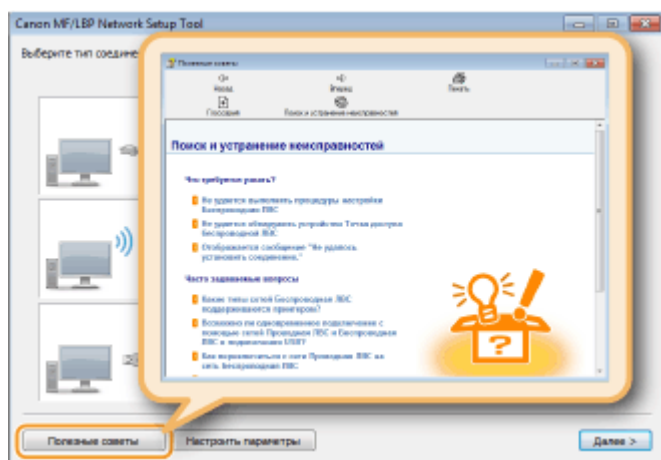 Canon MF/LBP Network Setup Tool
Выберите тип соедине
Полезные советы
Назад
Вперед
Печать
Глоссарий
Поиск и устранение неисправностей
Поиск и устранение неисправностей
Что требуется узнать?
Не удается выполнить процедуры настройки
Беспроводная ЛВС
Не удается обнаружить устройство Точка доступа
беспроводной ЛВС
Отображается сообщение "Не удалось
установить соединение."
Часто задаваемые вопросы
Какие типы сетей Беспроводная ЛВС
поддерживаются принтером?
Возможно ли одновременное подключение с
помощью сетей Проводная ЛВС и Беспроводная
ЛВС и подключения USB?
Как переключиться с сети Проводная ЛВС на
сеть Беспроводная ЛВС
?
Полезные советы
Настроить параметры
Далее >